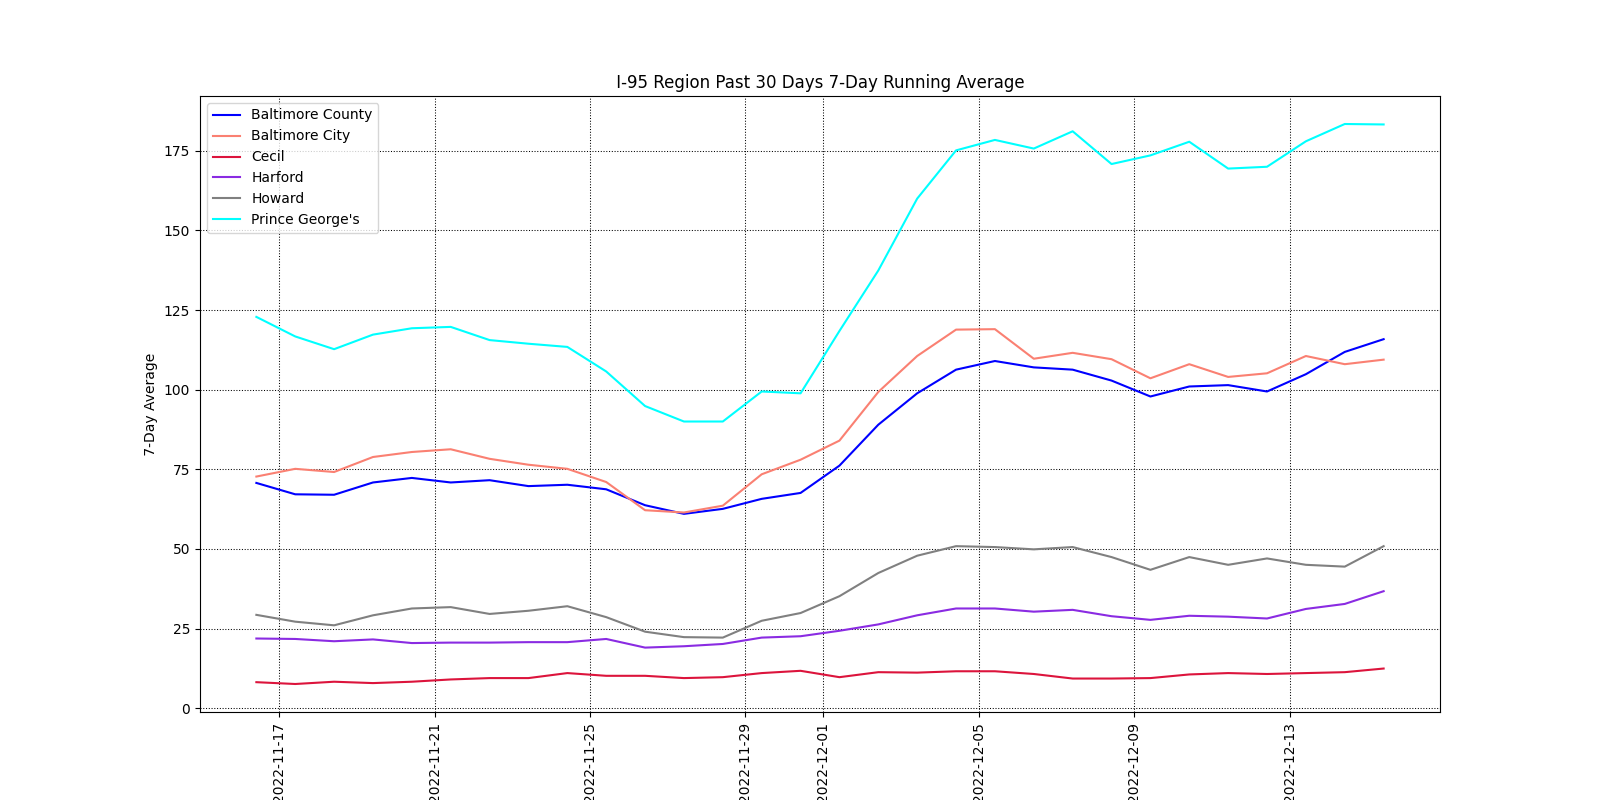 I-95 Region Past 30 Days 7-Day Running Average
Baltimore County
Baltimore City
Cecil
Harford
Howard
Prince George's
175
150
125
100
75
50
25
0
7-Day Average
2022-11-17
2022-11-21
2022-11-25
2022-11-29
2022-12-01
2022-12-05
2022-12-09
2022-12-13